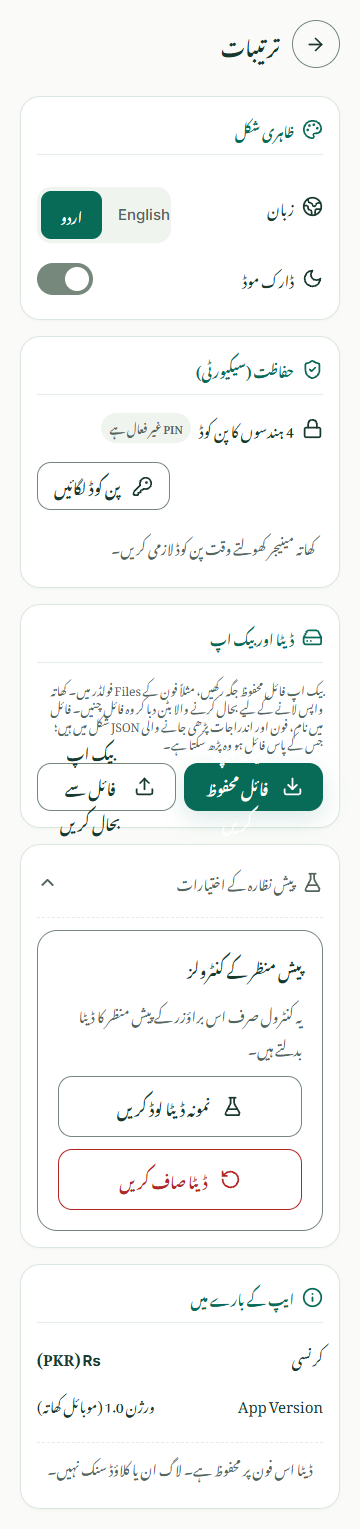 ترتیبات
ظاہری شکل
زبان
English
اردو
ڈارک موڈ
حفاظت (سیکیورٹی)
4 ہندسوں کا پن کوڈ
PIN غیر فعال ہے
پن کوڈ لگائیں
کھاتہ مینیجر کھولتے وقت پن کوڈ لازمی کریں۔
ڈیٹا اور بیک اپ
بیک اپ فائل محفوظ جگہ رکھیں، مثلاً فون کے Files فولڈر میں۔ کھاتہ
واپس لانے کے لیے بحال کرنے والا بٹن دبا کر وہ فائل چنیں۔ فائل
میں نام، فون اور اندراجات پڑھی جانے والی JSON شکل میں ہیں؛
جس کے پاس فائل ہو وہ پڑھ سکتا ہے۔
فائل محفوظ
کریں
بیک اپ
فائل سے
بحال کریں
پیش نظارہ کے اختیارات
پیش منظر کے کنٹرولز
یہ کنٹرول صرف اس براؤزر کے پیش منظر کا ڈیٹا
بدلتے ہیں۔
نمونہ ڈیٹا لوڈ کریں
ڈیٹا صاف کریں
ایپ کے بارے میں
کرنسی
Rs (PKR)
App Version
ورژن 1.0 (موبائل کھاتہ)
ڈیٹا اس فون پر محفوظ ہے۔ لاگ ان یا کلاؤڈ سنک نہیں۔